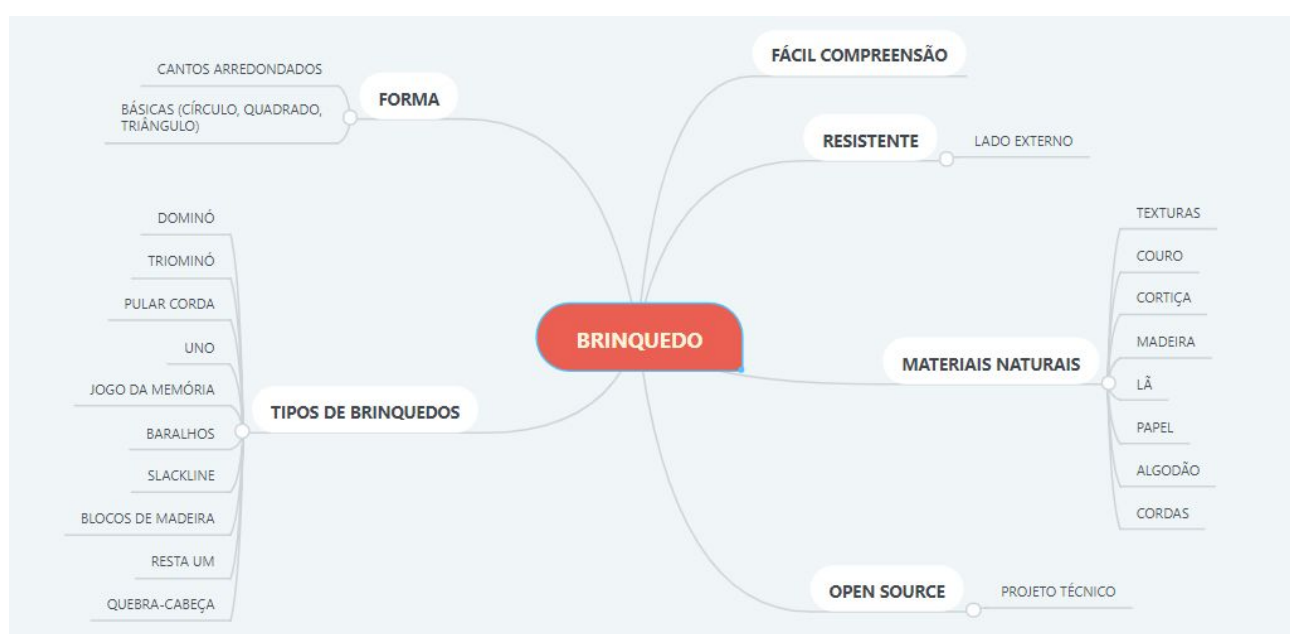 BRINQUEDO
FORMA
CANTOS ARREDONDADOS
BÁSICAS (CÍRCULO, QUADRADO,
TRIÂNGULO)
TIPOS DE BRINQUEDOS
DOMINÓ
TRIOMINÓ
PULAR CORDA
UNO
JOGO DA MEMÓRIA
BARALHOS
SLACKLINE
BLOCOS DE MADEIRA
RESTA UM
QUEBRA-CABEÇA
FÁCIL COMPREENSÃO
RESISTENTE
LADO EXTERNO
MATERIAIS NATURAIS
TEXTURAS
COURO
CORTIÇA
MADEIRA
LÃ
PAPEL
ALGODÃO
CORDAS
OPEN SOURCE
PROJETO TÉCNICO